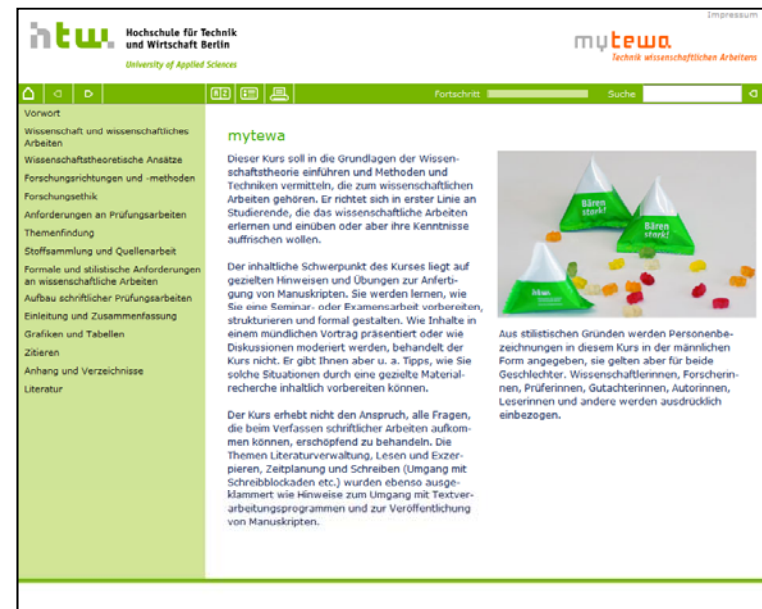 Impressum
htw.
Hochschule für Technik
und Wirtschaft Berlin
University of Applied Sciences
mytewa
Technik wissenschaftlichen Arbeitens
A Z
Fortschritt
Suche
Vorwort
Wissenschaft und wissenschaftliches
Arbeiten
Wissenschaftstheoretische Ansätze
Forschungsrichtungen und -methoden
Forschungsethik
Anforderungen an Prüfungsarbeiten
Themenfindung
Stoffsammlung und Quellenarbeit
Formale und stilistische Anforderungen
an wissenschaftliche Arbeiten
Aufbau schriftlicher Prüfungsarbeiten
Einleitung und Zusammenfassung
Grafiken und Tabellen
Zitieren
Anhang und Verzeichnisse
Literatur
mytewa
Dieser Kurs soll in die Grundlagen der Wissen-
schaftstheorie einführen und Methoden und
Techniken vermitteln, die zum wissenschaftlichen
Arbeiten gehören. Er richtet sich in erster Linie an
Studierende, die das wissenschaftliche Arbeiten
erlernen und einüben oder aber ihre Kenntnisse
auffrischen wollen.
Der inhaltliche Schwerpunkt des Kurses liegt auf
gezielten Hinweisen und Übungen zur Anferti-
gung von Manuskripten. Sie werden lernen, wie
Sie eine Seminar- oder Examensarbeit vorbereiten,
strukturieren und formal gestalten. Wie Inhalte in
einem mündlichen Vortrag präsentiert oder wie
Diskussionen moderiert werden, behandelt der
Kurs nicht. Er gibt Ihnen aber u. a. Tipps, wie Sie
solche Situationen durch eine gezielte Material-
recherche inhaltlich vorbereiten können.
Der Kurs erhebt nicht den Anspruch, alle Fragen,
die beim Verfassen schriftlicher Arbeiten aufkom-
men können, erschöpfend zu behandeln. Die
Themen Literaturverwaltung, Lesen und Exzer-
pieren, Zeitplanung und Schreiben (Umgang mit
Schreibblockaden etc.) wurden ebenso ausge-
klammert wie Hinweise zum Umgang mit Textver-
arbeitungsprogrammen und zur Veröffentlichung
von Manuskripten.
Bären
stark!
Bären
stark!
htw.
Aus stilistischen Gründen werden Personenbe-
zeichnungen in diesem Kurs in der männlichen
Form angegeben, sie gelten aber für beide
Geschlechter. Wissenschaftlerinnen, Forscherin-
nen, Prüferinnen, Gutachterinnen, Autorinnen,
Leserinnen und andere werden ausdrücklich
einbezogen.